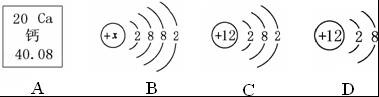 20 Ca
钙
40.08
+x 2 8 8 2
+12 2 8 2
+12 2 8
A B C D